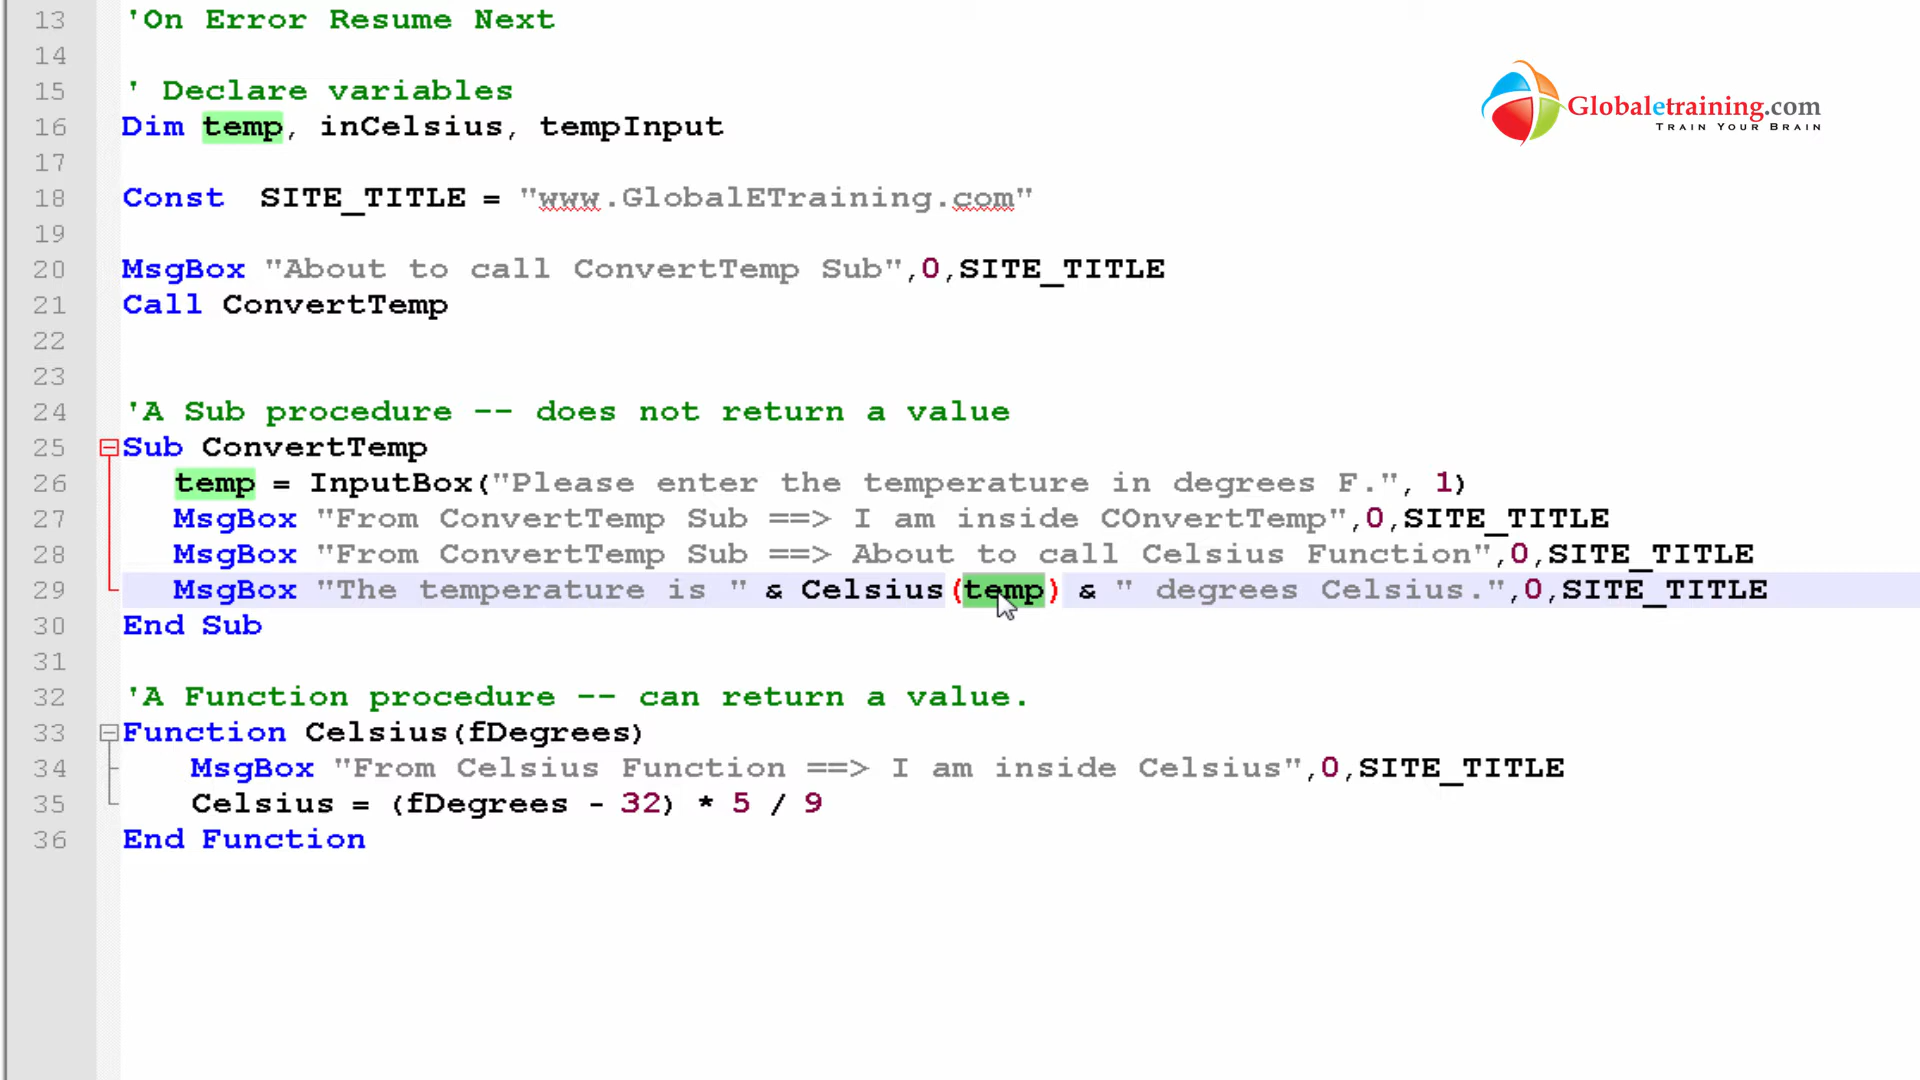 13 'On Error Resume Next
14
15 ' Declare variables
16 Dim temp, inCelsius, tempInput
17
18 Const  SITE_TITLE = "www.GlobalETraining.com"
19
20 MsgBox "About to call ConvertTemp Sub",0,SITE_TITLE
21 Call ConvertTemp
22
23
24 'A Sub procedure -- does not return a value
25 Sub ConvertTemp
26 temp = InputBox("Please enter the temperature in degrees F.", 1)
27 MsgBox "From ConvertTemp Sub ==> I am inside COnvertTemp",0,SITE_TITLE
28 MsgBox "From ConvertTemp Sub ==> About to call Celsius Function",0,SITE_TITLE
29 MsgBox "The temperature is " & Celsius(temp) & " degrees Celsius.",0,SITE_TITLE
30 End Sub
31
32 'A Function procedure -- can return a value.
33 Function Celsius(fDegrees)
34 MsgBox "From Celsius Function ==> I am inside Celsius",0,SITE_TITLE
35 Celsius = (fDegrees - 32) * 5 / 9
36 End Function
Globaletraining.com
TRAIN YOUR BRAIN